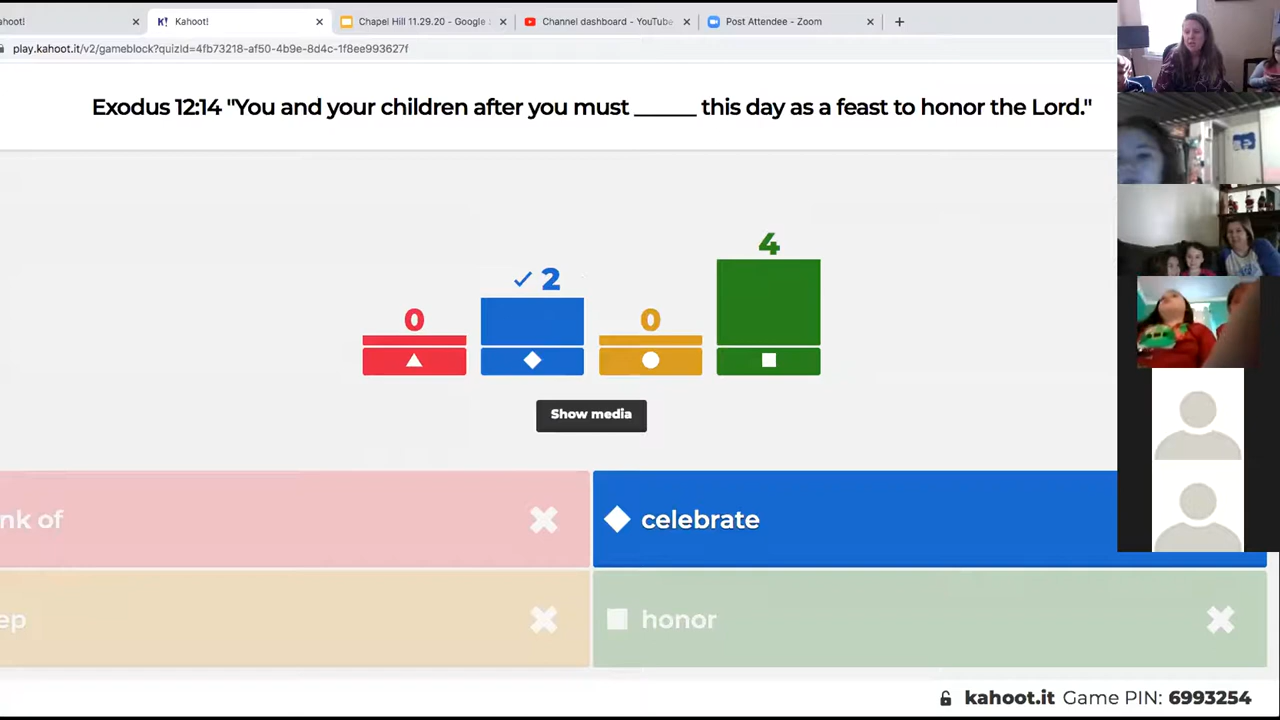 ahoot!
Kahoot!
Chapel Hill 11.29.20 - Google
Channel dashboard - YouTube
Post Attendee - Zoom
play.kahoot.it/v2/gameblock?quizId=4fb73218-af50-4b9e-8d4c-1f8ee993627f
Exodus 12:14 "You and your children after you must ______ this day as a feast to honor the Lord."
0
2
0
4
Show media
nk of
celebrate
ep
honor
kahoot.it Game PIN: 6993254